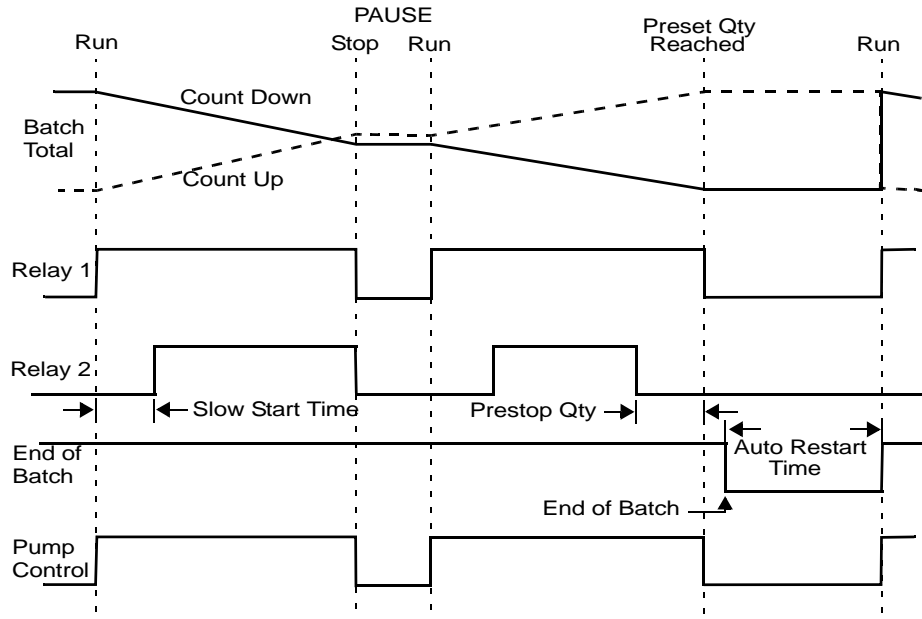 PAUSE
Run
Stop
Run
Preset Qty
Reached
Run
Count Down
Batch
Total
Count Up
Relay 1
Relay 2
Slow Start Time
Prestop Qty
End of
Batch
Auto Restart
Time
End of Batch
Pump
Control